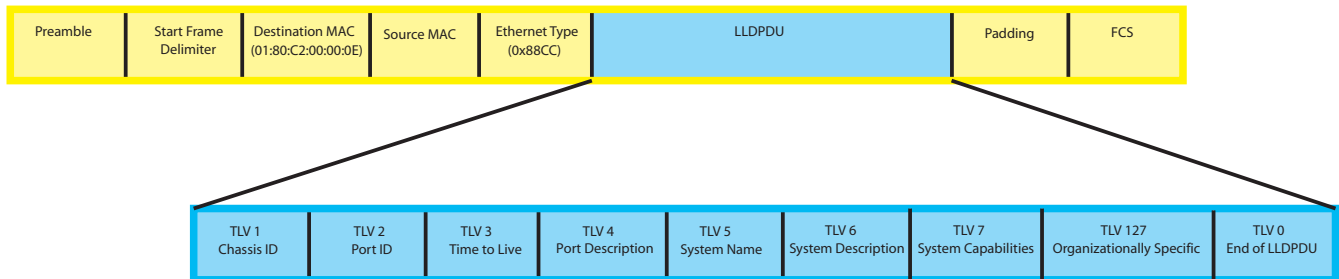 Preamble
Start Frame
Delimiter
Destination MAC
(01:80:C2:00:00:0E)
Source MAC
Ethernet Type
(0x88CC)
LLDPDU
Padding
FCS
TLV 1
Chassis ID
TLV 2
Port ID
TLV 3
Time to Live
TLV 4
Port Description
TLV 5
System Name
TLV 6
System Description
TLV 7
System Capabilities
TLV 127
Organizationally Specific
TLV 0
End of LLDPDU